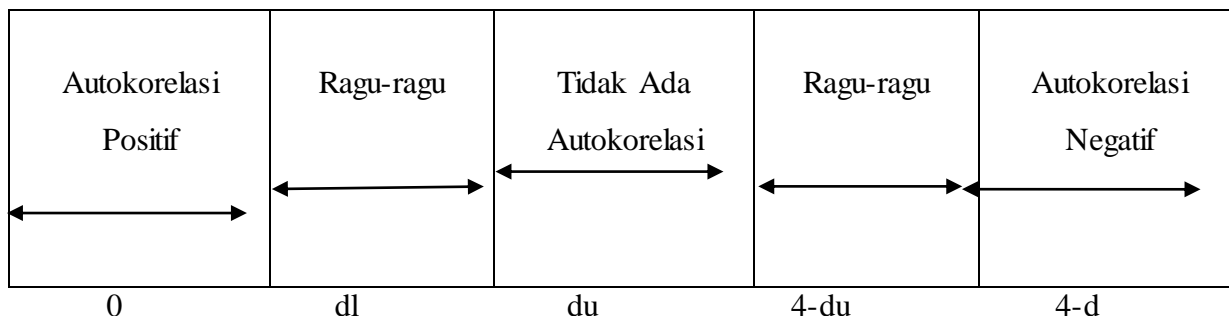 Autokorelasi
Positif
Ragu-ragu
Tidak Ada
Autokorelasi
Ragu-ragu
Autokorelasi
Negatif
0 dl du 4-du 4-d